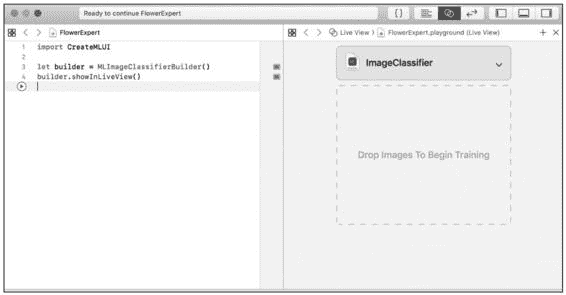 Ready to continue FlowerExpert
{ }
FlowerExpert
Live View
FlowerExpert.playground (Live View)
1 import CreateMLUI
2
3 let builder = MLImageClassifierBuilder()
4 builder.showInLiveView()
ImageClassifier
Drop Images To Begin Training